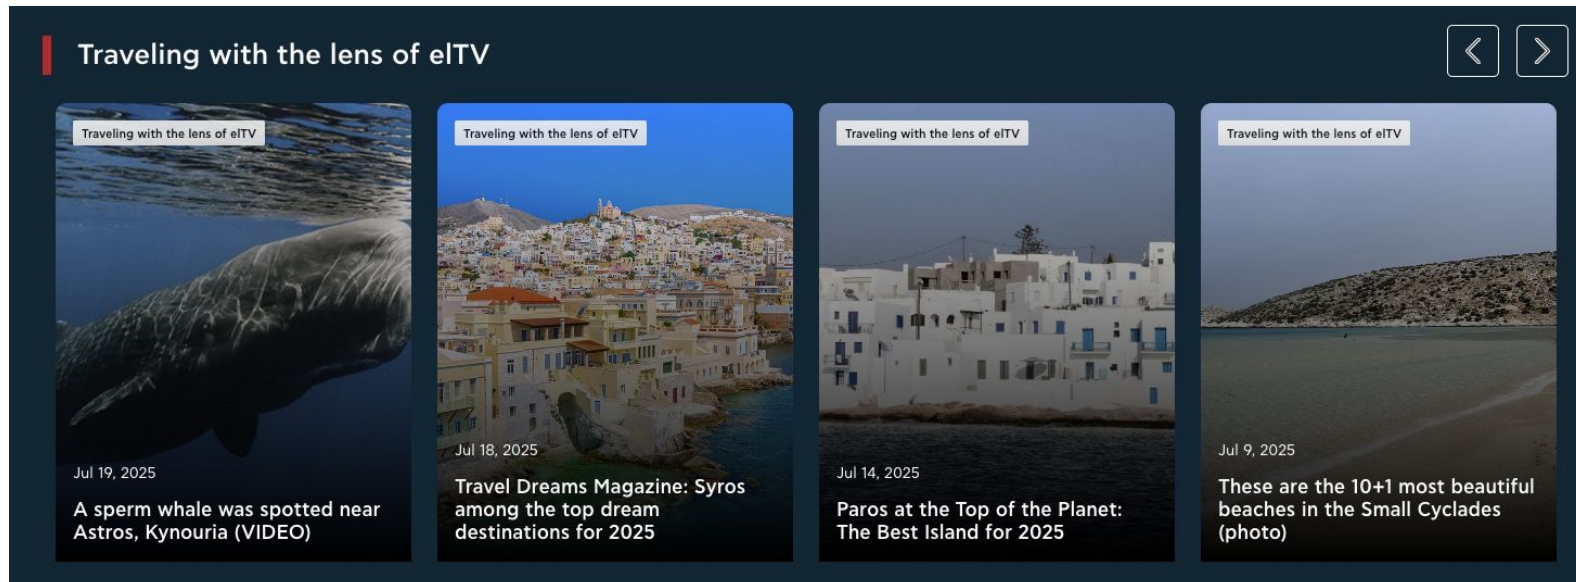 Traveling with the lens of elTV
Traveling with the lens of elTV
Jul 19, 2025
A sperm whale was spotted near
Astros, Kynouria (VIDEO)
Traveling with the lens of elTV
Jul 18, 2025
Travel Dreams Magazine: Syros
among the top dream
destinations for 2025
Traveling with the lens of elTV
Jul 14, 2025
Paros at the Top of the Planet:
The Best Island for 2025
Traveling with the lens of elTV
Jul 9, 2025
These are the 10+1 most beautiful
beaches in the Small Cyclades
(photo)